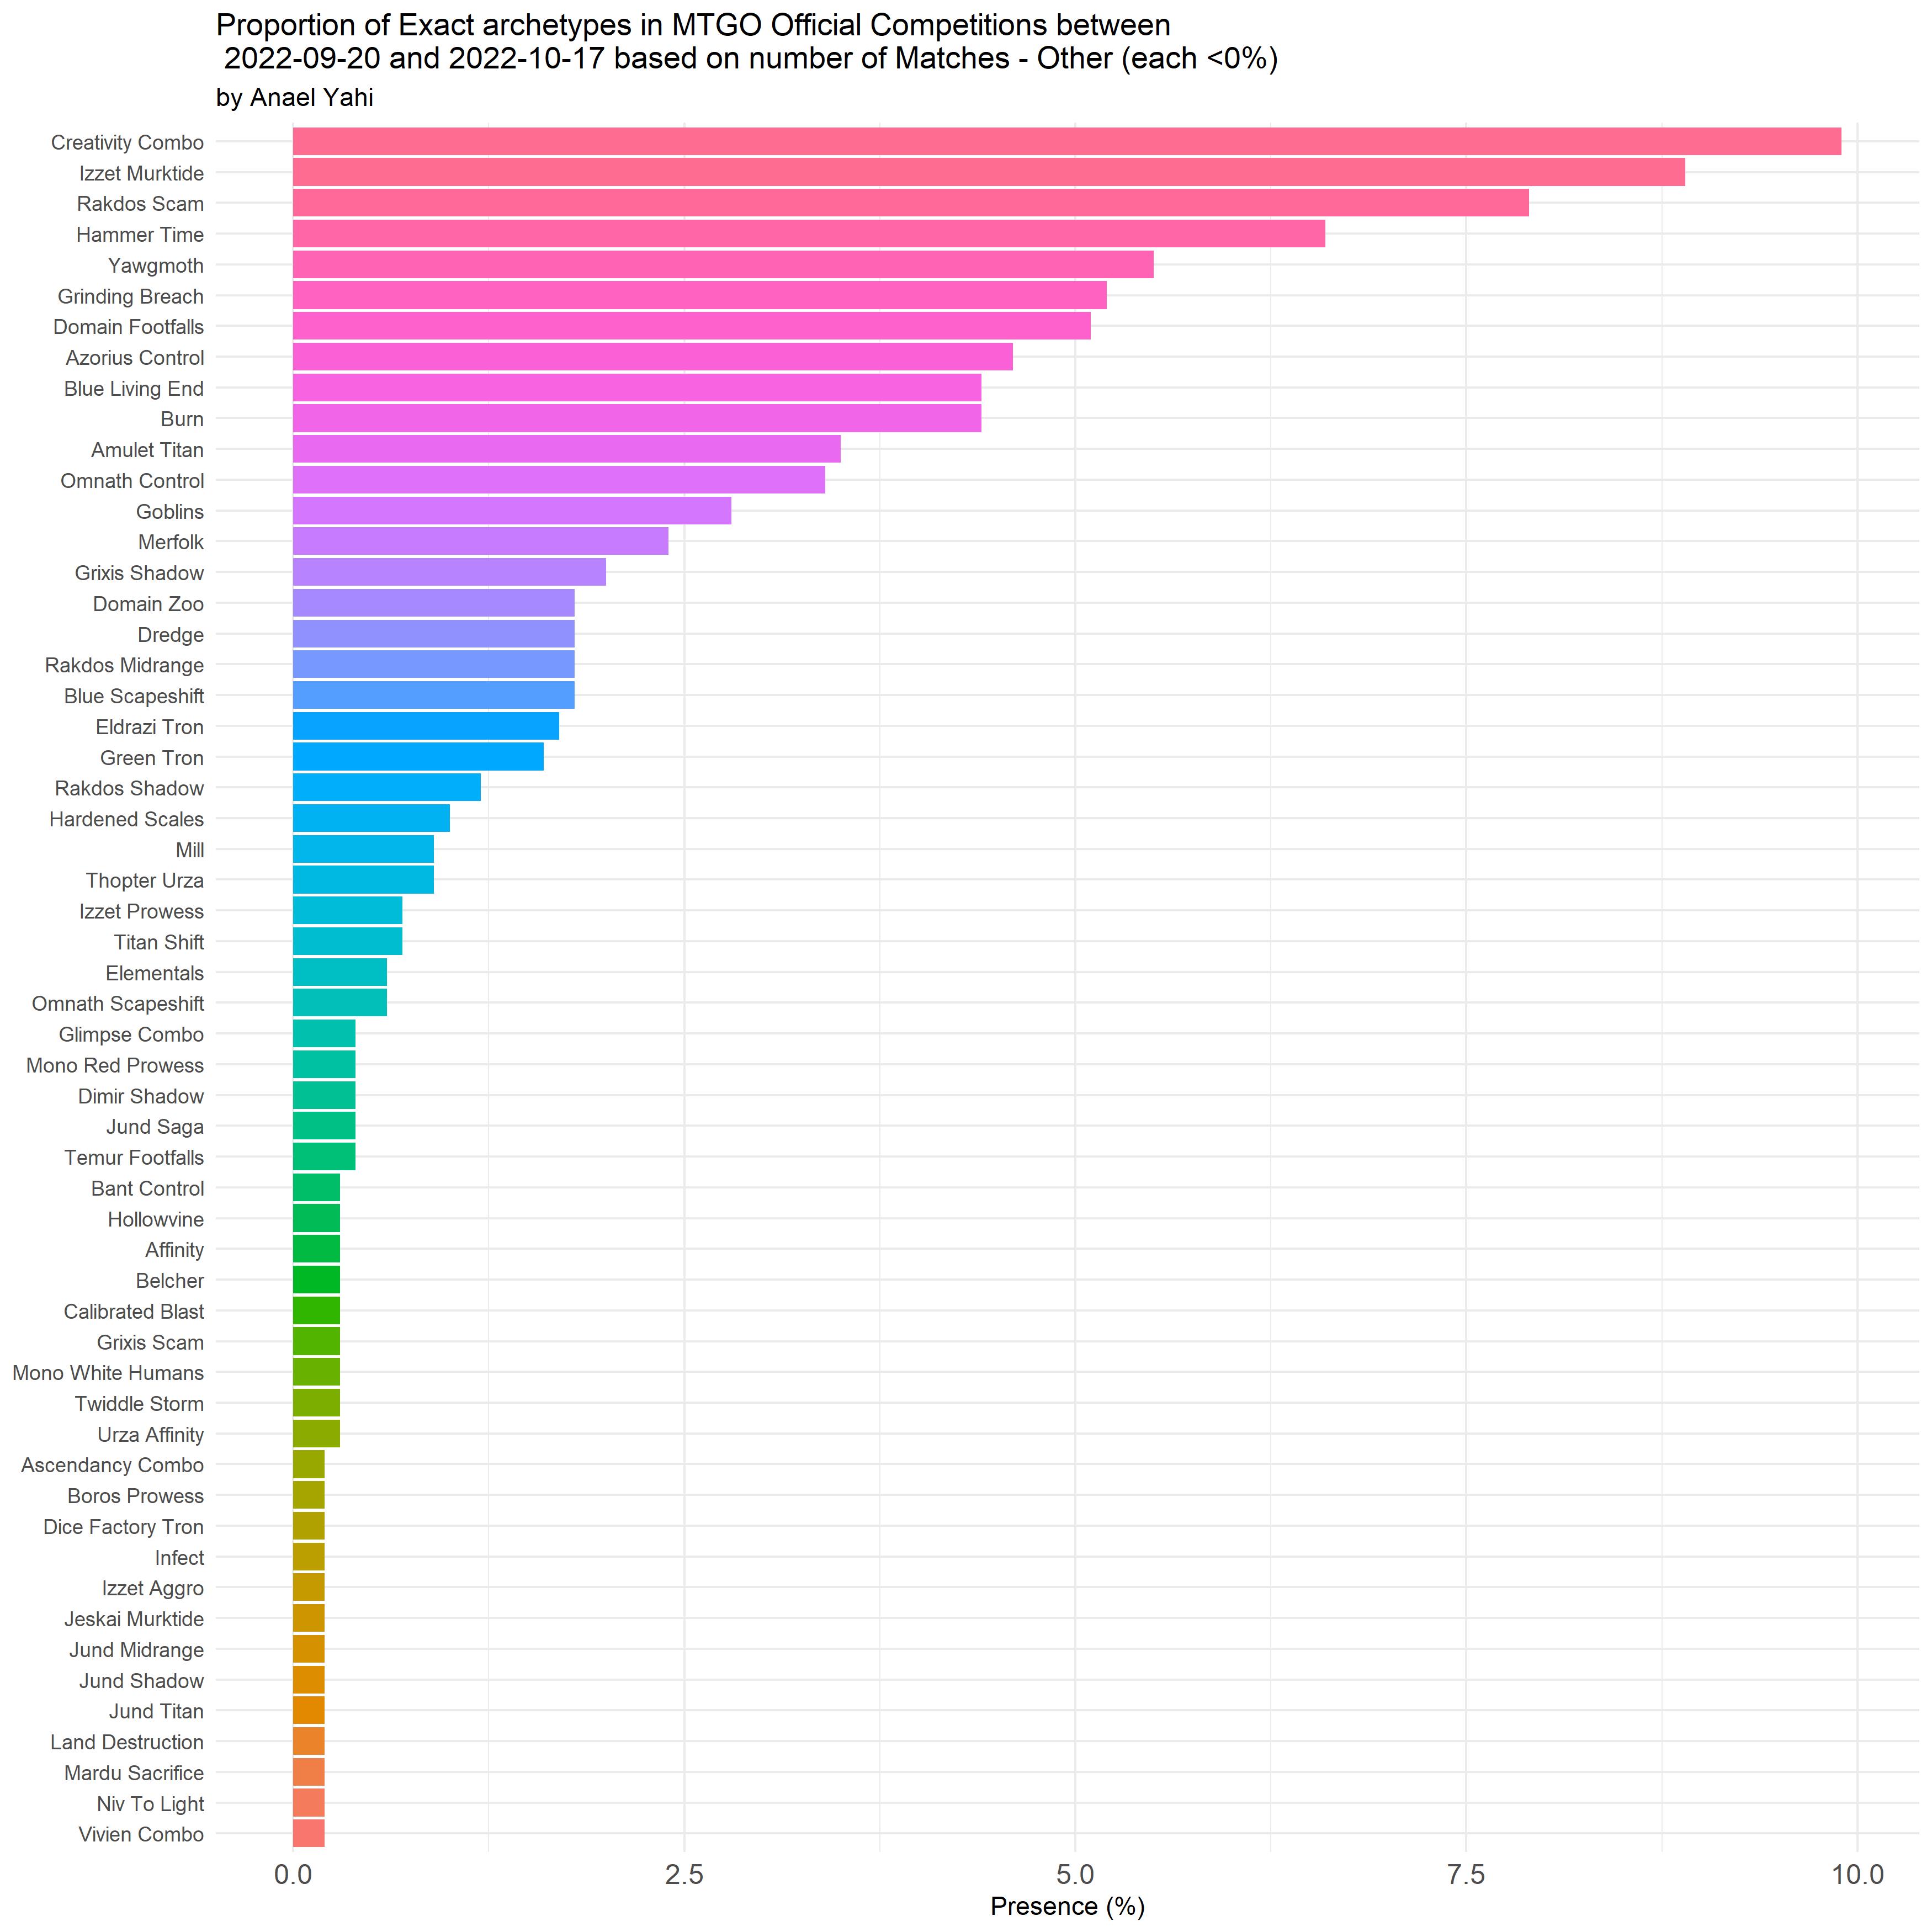 Proportion of Exact archetypes in MTGO Official Competitions between
2022-09-20 and 2022-10-17 based on number of Matches - Other (each <0%)
by Anael Yahi
Creativity Combo
Izzet Murktide
Rakdos Scam
Hammer Time
Yawgmoth
Grinding Breach
Domain Footfalls
Azorius Control
Blue Living End
Burn
Amulet Titan
Omnath Control
Goblins
Merfolk
Grixis Shadow
Domain Zoo
Dredge
Rakdos Midrange
Blue Scapeshift
Eldrazi Tron
Green Tron
Rakdos Shadow
Hardened Scales
Mill
Thopter Urza
Izzet Prowess
Titan Shift
Elementals
Omnath Scapeshift
Glimpse Combo
Mono Red Prowess
Dimir Shadow
Jund Saga
Temur Footfalls
Bant Control
Hollowvine
Affinity
Belcher
Calibrated Blast
Grixis Scam
Mono White Humans
Twiddle Storm
Urza Affinity
Ascendancy Combo
Boros Prowess
Dice Factory Tron
Infect
Izzet Aggro
Jeskai Murktide
Jund Midrange
Jund Shadow
Jund Titan
Land Destruction
Mardu Sacrifice
Niv To Light
Vivien Combo
0.0 2.5 5.0 7.5 10.0
Presence (%)